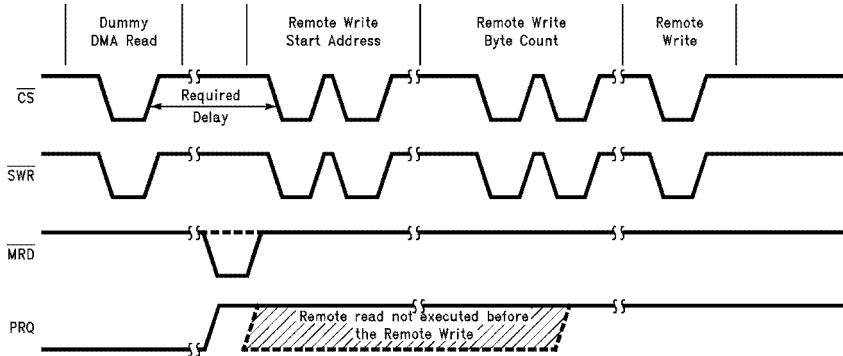 Dummy
DMA Read
Remote Write
Start Address
Remote Write
Byte Count
Remote
Write
CS
Required
Delay
SWR
MRD
PRQ
Remote read not executed before
the Remote Write